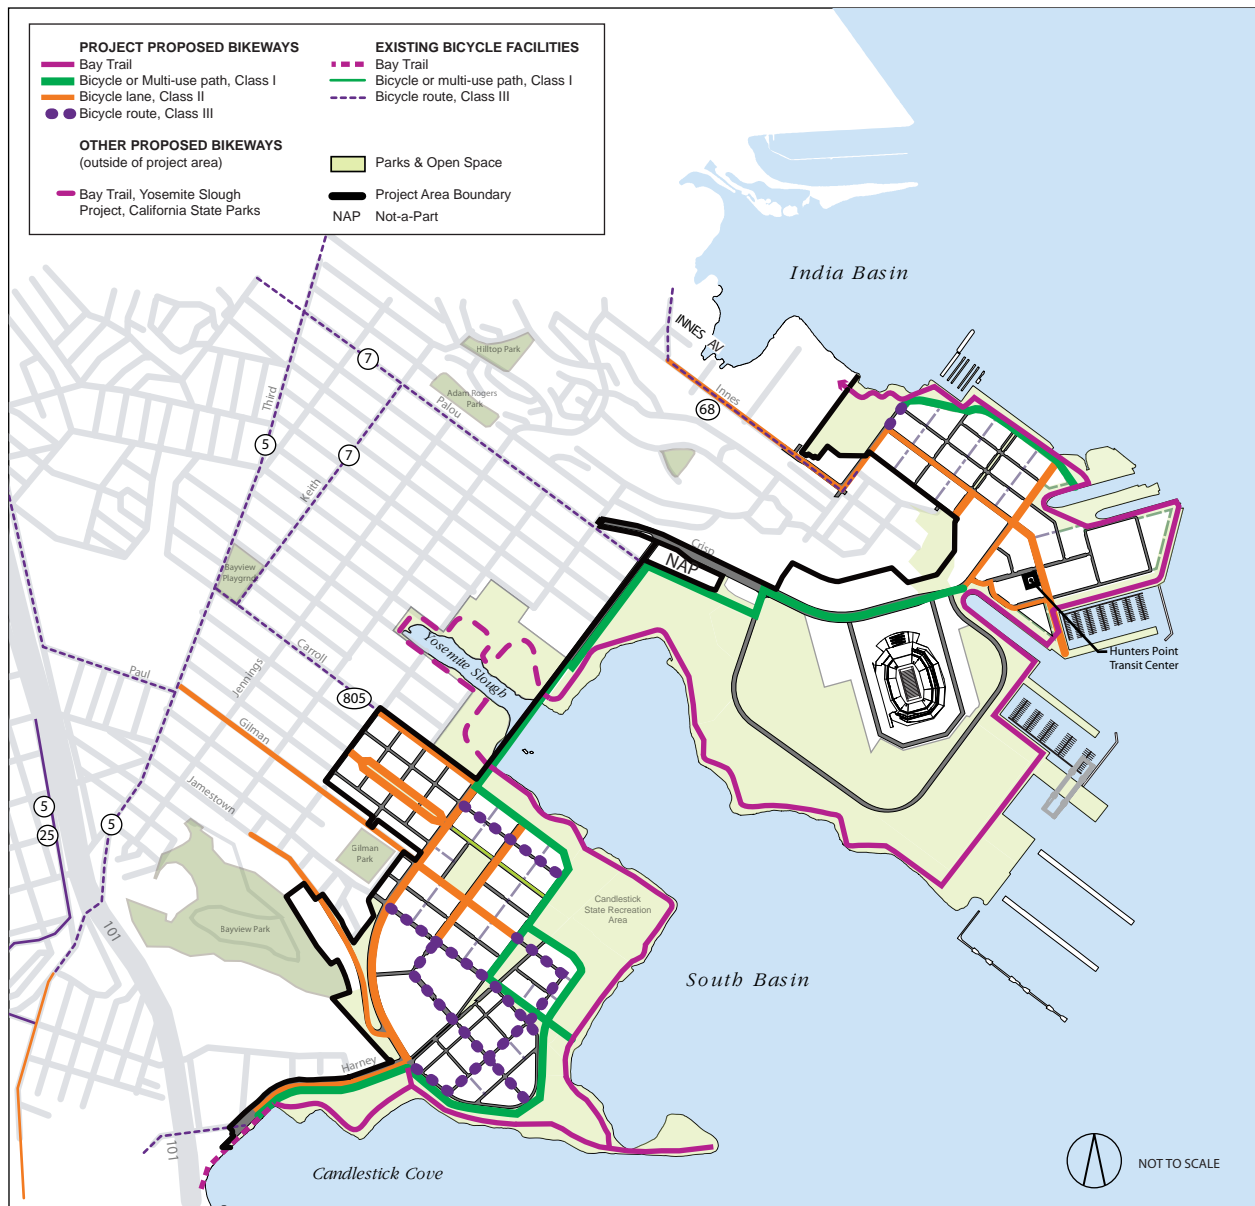 PROJECT PROPOSED BIKEWAYS
Bay Trail
Bicycle or Multi-use path, Class I
Bicycle lane, Class II
Bicycle route, Class III
OTHER PROPOSED BIKEWAYS
(outside of project area)
Bay Trail, Yosemite Slough
Project, California State Parks
EXISTING BICYCLE FACILITIES
Bay Trail
Bicycle or multi-use path, Class I
Bicycle route, Class III
Parks & Open Space
Project Area Boundary
NAP Not-a-Part
India Basin
INNES AV
Hilltop Park
7
Adam Rogers
Park
Innes
68
Third
Palou
5
7
Keith
Crisp
NAP
Bayview
Playgrnd
Carroll
Yosemite Slough
Hunters Point
Transit Center
Paul
Jennings
805
Gilman
Jamestown
5
25
5
Gilman
Park
Candlestick
State Recreation
Area
Bayview Park
101
South Basin
Harney
101
Candlestick Cove
NOT TO SCALE